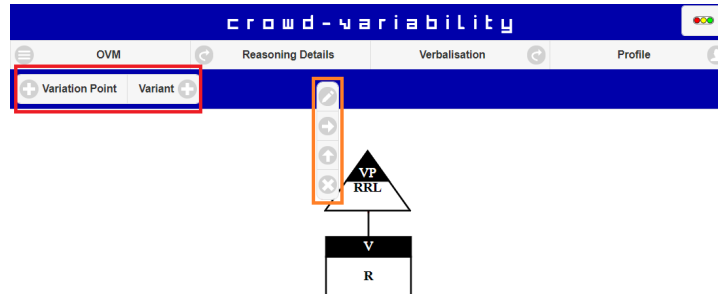 crowd-variability
OVM Reasoning Details Verbalisation Profile
Variation Point Variant
VP
RRL
V
R